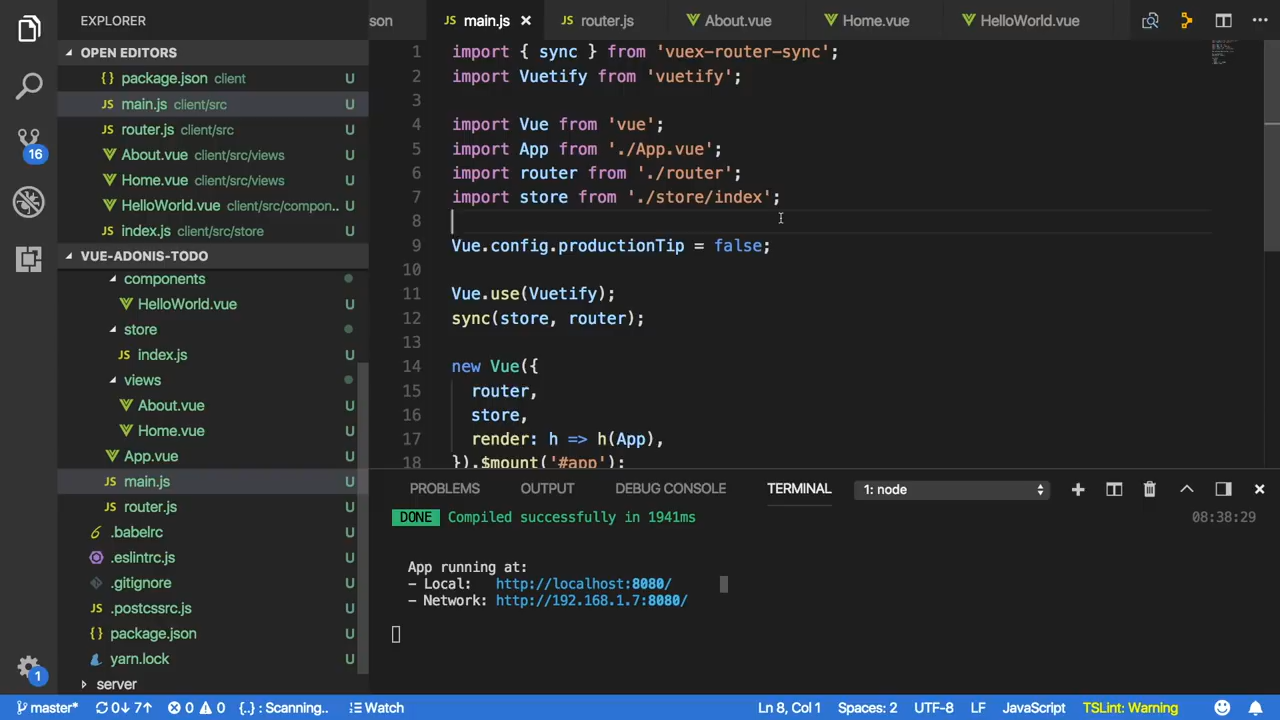 EXPLORER
OPEN EDITORS
{ } package.json client U
JS main.js client/src U
JS router.js client/src U
About.vue client/src/views U
Home.vue client/src/views U
HelloWorld.vue client/src/compon... U
JS index.js client/src/store U
VUE-ADONIS-TODO
components
HelloWorld.vue U
store
JS index.js U
views
About.vue U
Home.vue U
App.vue U
JS main.js U
JS router.js U
.babelrc U
.eslintrc.js U
.gitignore U
JS .postcssrc.js U
{ } package.json U
yarn.lock U
server
16
1
son JS main.js JS router.js About.vue Home.vue HelloWorld.vue
1 import { sync } from 'vuex-router-sync';
2 import Vuetify from 'vuetify';
3
4 import Vue from 'vue';
5 import App from './App.vue';
6 import router from './router';
7 import store from './store/index';
8
9 Vue.config.productionTip = false;
10
11 Vue.use(Vuetify);
12 sync(store, router);
13
14 new Vue({
15 router,
16 store,
17 render: h => h(App),
18 }).$mount('#app');
PROBLEMS OUTPUT DEBUG CONSOLE TERMINAL 1: node
DONE Compiled successfully in 1941ms 08:38:29
App running at:
- Local: http://localhost:8080/
- Network: http://192.168.1.7:8080/
master* 0↓ 7↑ 0 0 {..} : Scanning.. Watch Ln 8, Col 1 Spaces: 2 UTF-8 LF JavaScript TSLint: Warning